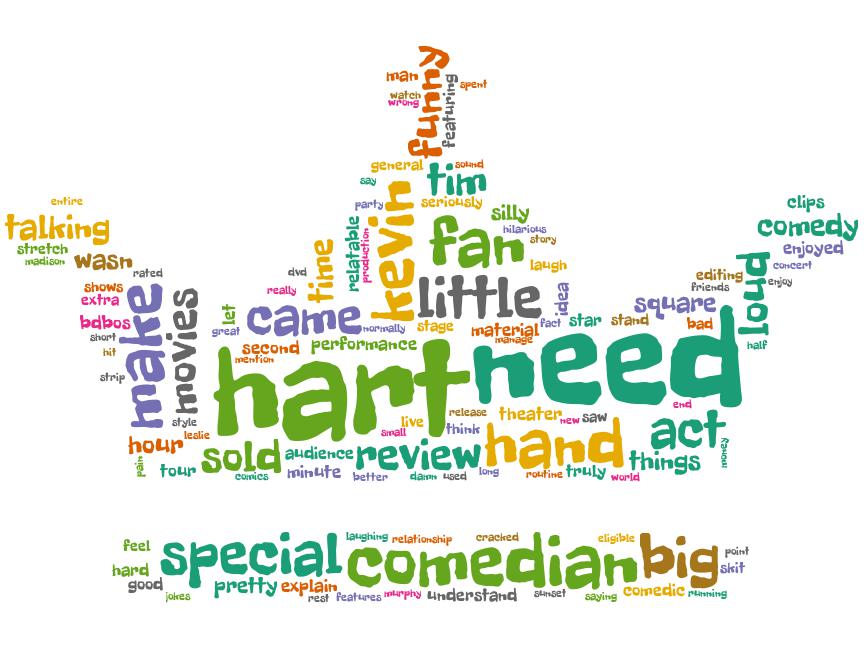 funny
man
spent
watch
wrong
featuring
general
sound
say
tim
kevin
seriously
party
entire
talking
silly
clips
comedy
relatable
production
fan
hilarious
story
stretch
madison
wasn
enjoyed
concert
time
laugh
loud
dvd
rated
editing
friends
enjoy
shows
extra
make
movies
really
little
idea
square
let
came
normally
stage
material
fact
star
stand
bad
bdbos
great
manage
short
hit
second
performance
mention
half
hart
need
strip
style
end
live
release
theater
new
saw
small
think
hand
act
hour
leslie
pain
tour
sold
audience
review
things
money
comics
minute
better
damn
used
long
routine
truly
world
laughing
relationship
cracked
eligible
feel
special
comedian
big
point
hard
skit
good
pretty
explain
comedic
running
jokes
rest
features
murphy
understand
sunset
saying